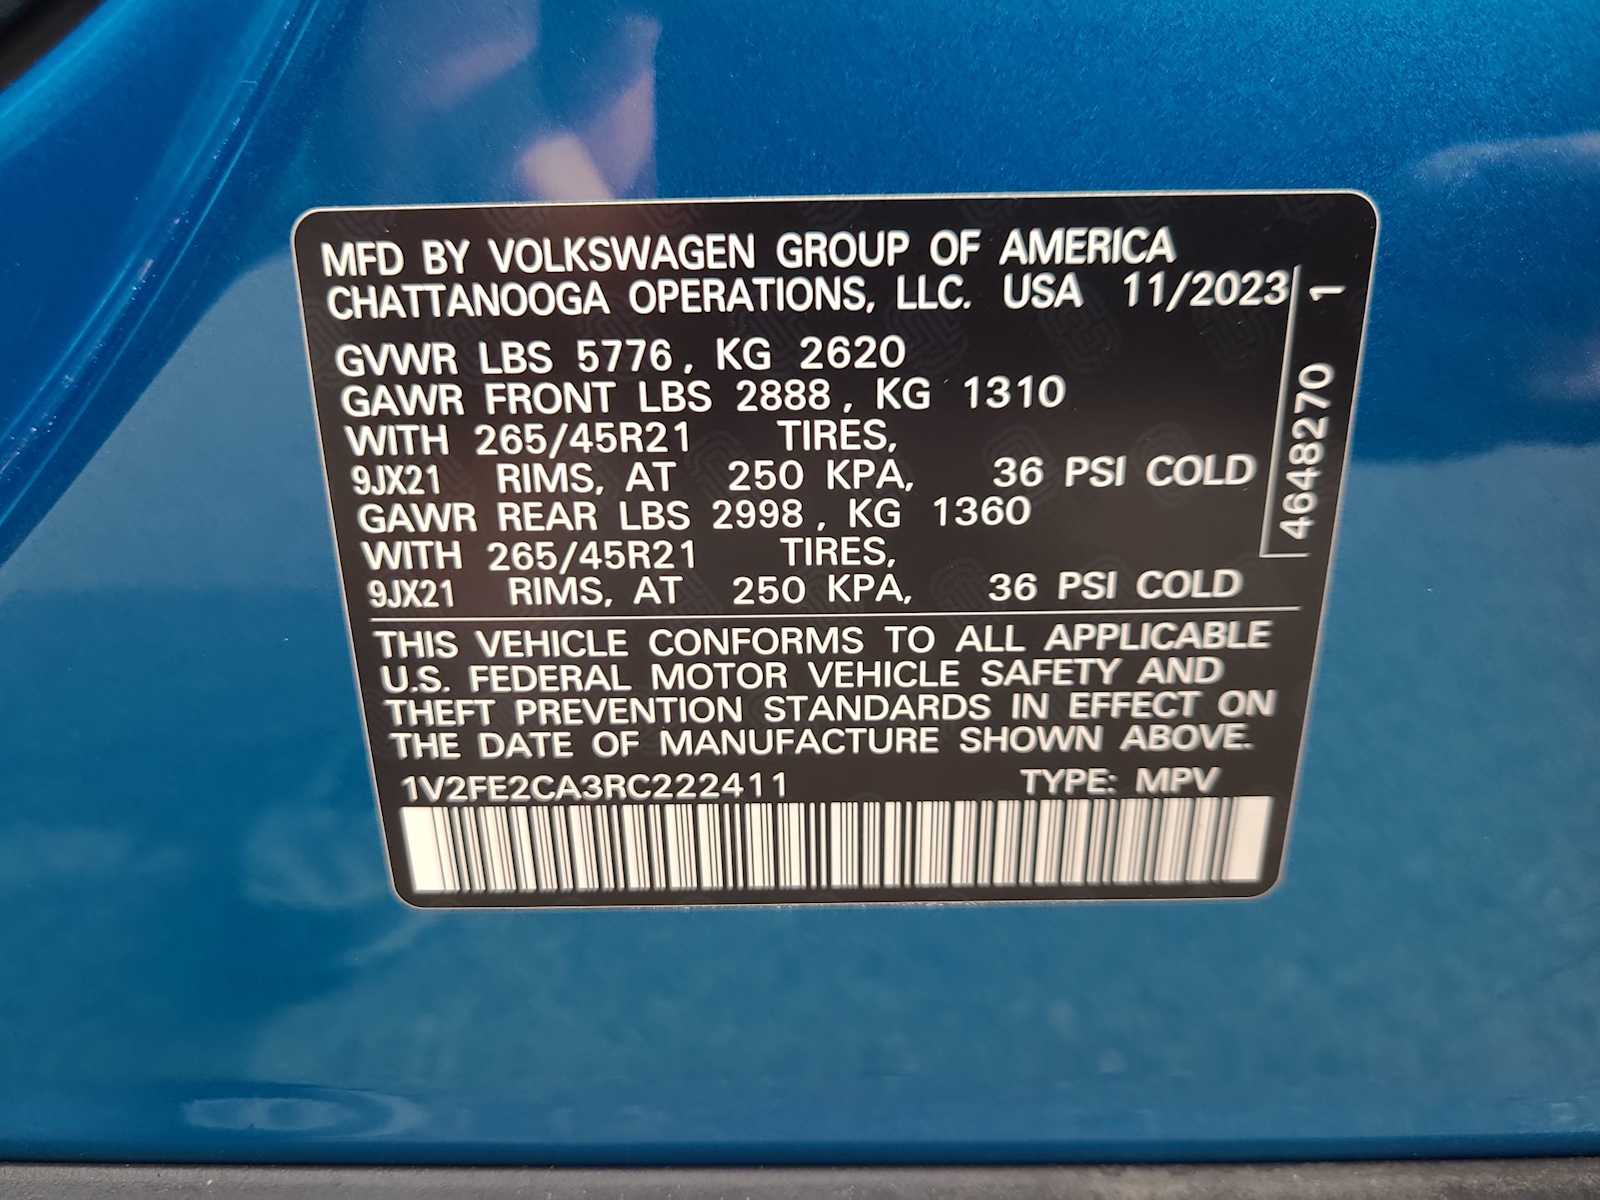 MFD BY VOLKSWAGEN GROUP OF AMERICA
CHATTANOOGA OPERATIONS, LLC. USA 11/2023
GVWR LBS 5776, KG 2620
GAWR FRONT LBS 2888, KG 1310
WITH 265/45R21 TIRES,
9JX21 RIMS, AT 250 KPA, 36 PSI COLD
GAWR REAR LBS 2998, KG 1360
WITH 265/45R21 TIRES,
9JX21 RIMS, AT 250 KPA, 36 PSI COLD
4648270 1
THIS VEHICLE CONFORMS TO ALL APPLICABLE
U.S. FEDERAL MOTOR VEHICLE SAFETY AND
THEFT PREVENTION STANDARDS IN EFFECT ON
THE DATE OF MANUFACTURE SHOWN ABOVE.
1V2FE2CA3RC222411 TYPE: MPV